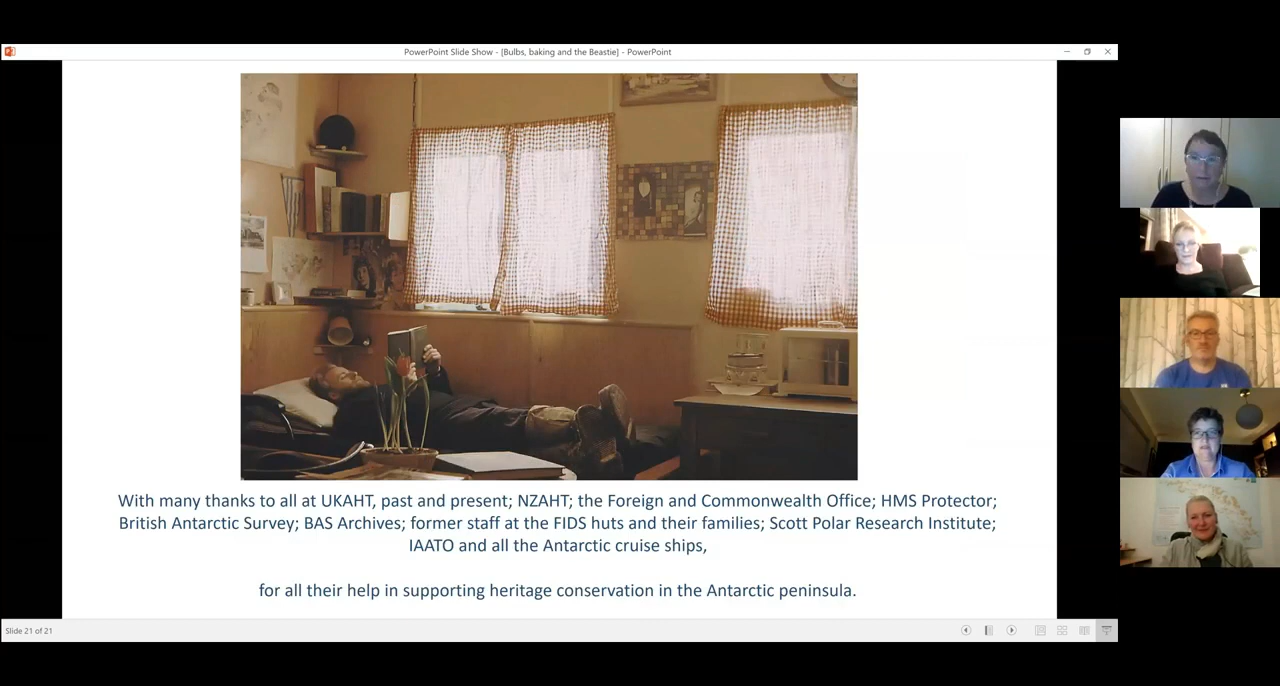 PowerPoint Slide Show - [Bulbs, baking and the Beastie] - PowerPoint
With many thanks to all at UKAHT, past and present; NZAHT; the Foreign and Commonwealth Office; HMS Protector;
British Antarctic Survey; BAS Archives; former staff at the FIDS huts and their families; Scott Polar Research Institute;
IAATO and all the Antarctic cruise ships,
for all their help in supporting heritage conservation in the Antarctic peninsula.
Slide 21 of 21